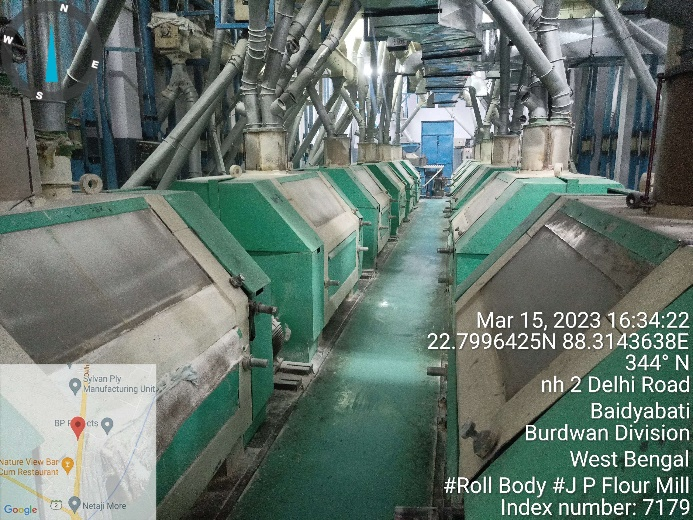 N
W
S
Mar 15, 2023 16:34:22
22.7996425N 88.3143638E
344° N
nh 2 Delhi Road
Baidyabati
Burdwan Division
West Bengal
#Roll Body #J P Flour Mill
Index number: 7179
Sylvan Ply
Manufacturing Unit
BP
Nature View Bar
Cum Restaurant
2
Netaji More
Google